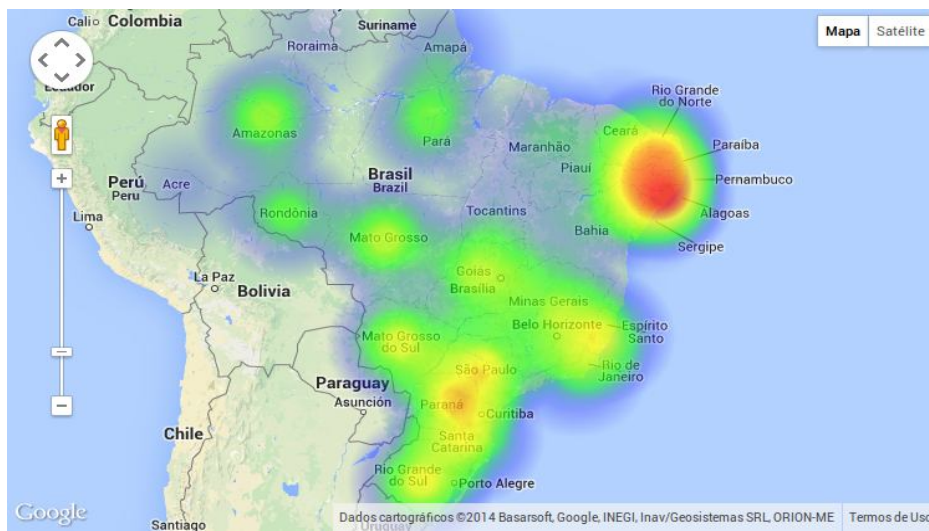 Cali
Colombia
Suriname
Mapa
Satélite
Roraima
Amapá
Ecuador
Rio Grande
do Norte
Amazonas
Pará
Ceará
Maranhão
Paraíba
Piauí
Brasil
Brazil
Pernambuco
Perú
Peru
Acre
Lima
Rondônia
Tocantins
Alagoas
Mato Grosso
Bahia
Sergipe
La Paz
Bolivia
Goiás
Brasília
Minas Gerais
Belo Horizonte
Espírito
Santo
Mato Grosso
do Sul
São Paulo
Rio de
Janeiro
Paraguay
Asunción
Paraná
Curitiba
Chile
Santa
Catarina
Rio Grande
do Sul
Porto Alegre
Google
Santiago
Uruguay
Dados cartográficos ©2014 Basarsoft, Google, INEGI, Inav/Geosistemas SRL, ORION-ME
Termos de Uso